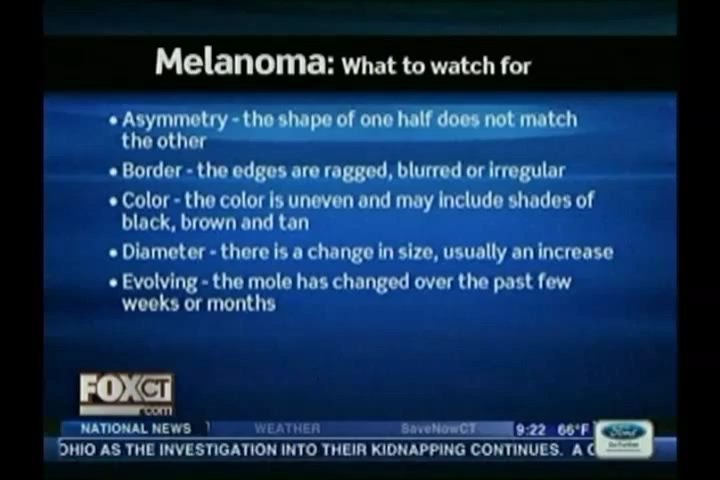 Melanoma: What to watch for
• Asymmetry - the shape of one half does not match
the other
• Border - the edges are ragged, blurred or irregular
• Color - the color is uneven and may include shades of
black, brown and tan
• Diameter - there is a change in size, usually an increase
• Evolving - the mole has changed over the past few
weeks or months
FOXCT
.com
NATIONAL NEWS WEATHER SaveNowCT 9:22 66°F
Ford
Go Further
OHIO AS THE INVESTIGATION INTO THEIR KIDNAPPING CONTINUES. A